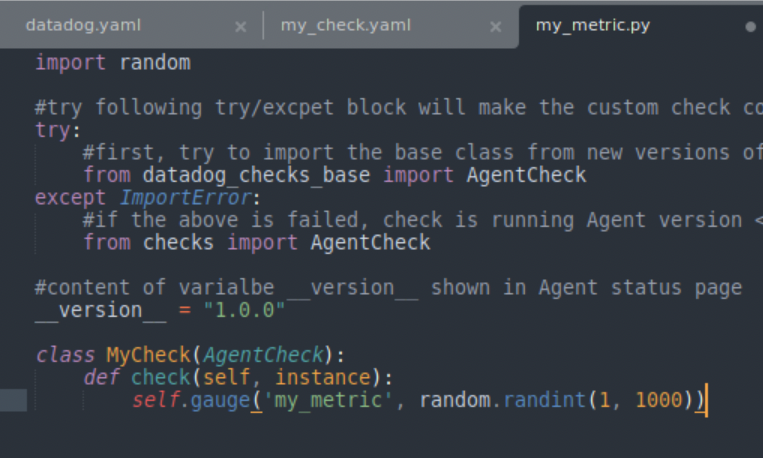 datadog.yaml × my_check.yaml × my_metric.py
import random
#try following try/excpet block will make the custom check co
try:
#first, try to import the base class from new versions of
from datadog_checks_base import AgentCheck
except ImportError:
#if the above is failed, check is running Agent version <
from checks import AgentCheck
#content of varialbe __version__ shown in Agent status page
__version__ = "1.0.0"
class MyCheck(AgentCheck):
def check(self, instance):
self.gauge('my_metric', random.randint(1, 1000))